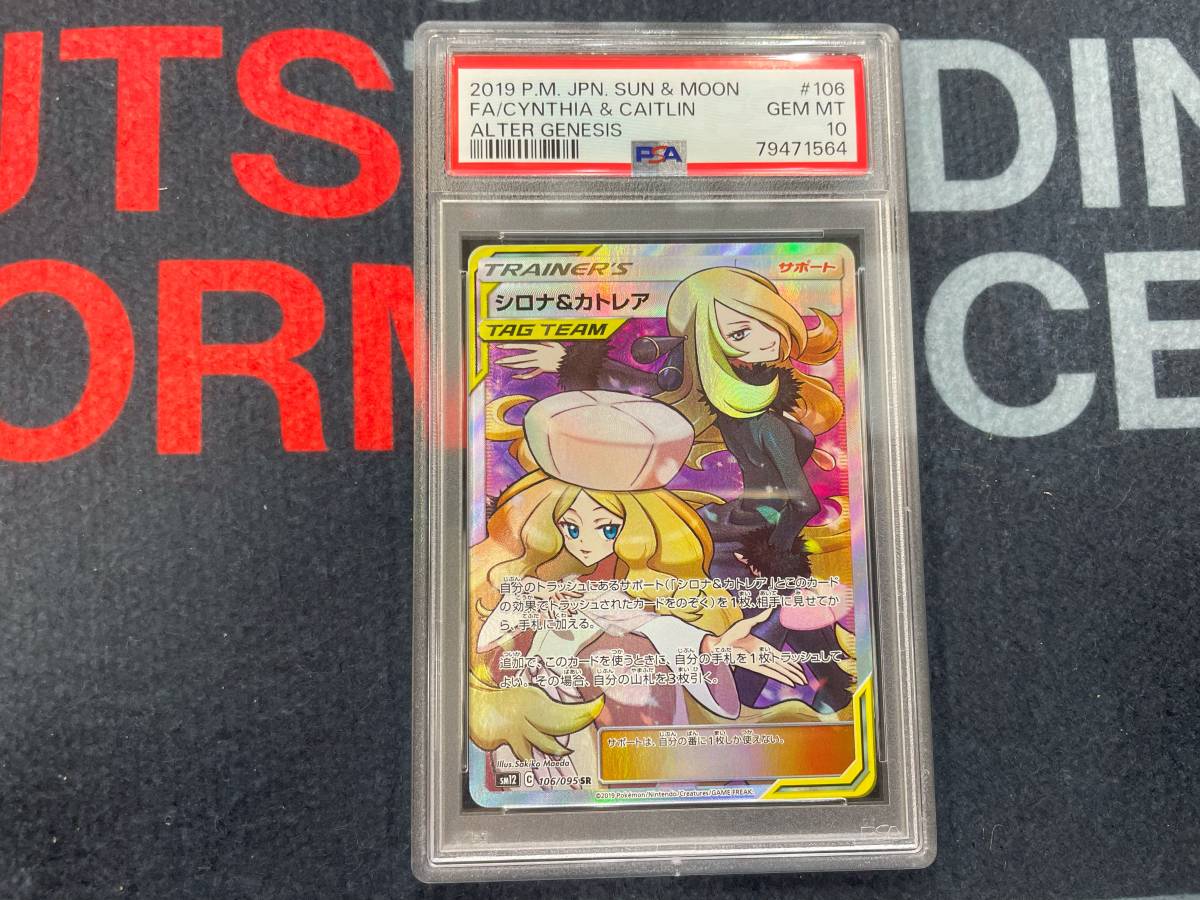 UTS DIN
ORM CE
2019 P.M. JPN. SUN & MOON #106
FA/CYNTHIA & CAITLIN GEM MT
ALTER GENESIS 10
PSA 79471564
TRAINER'S サポート
シロナ&カトレア
TAG TEAM
自分のトラッシュにあるサポート(「シロナ&カトレア」とこのカード
の効果でトラッシュされたカードをのぞく)を1枚、相手に見せてか
ら、手札に加える。
追加で、このカードを使うときに、自分の手札を1枚トラッシュして
よい。その場合、自分の山札を3枚引く。
サポートは、自分の番に1枚しか使えない。
Illus. Sakiko Maeda
SM12 C 106/095 SR
©2019 Pokémon/Nintendo/Creatures/GAME FREAK.
PSA